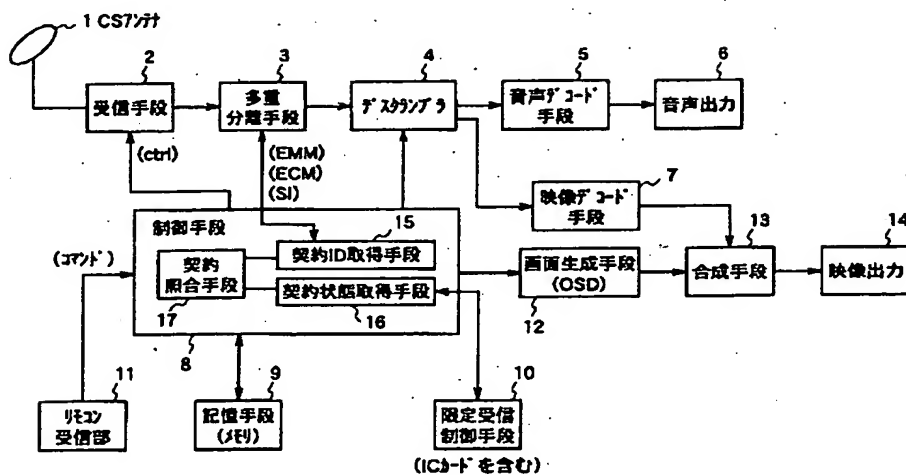 1 CSアンテナ
2
受信手段
3
多重
分離手段
4
デスクランブラ
5
音声デコード
手段
6
音声出力
(ctrl)
(EMM)
(ECM)
(SI)
7
映像デコード
手段
制御手段
15
契約ID取得手段
契約
照合手段
17
契約状態取得手段
16
8
(コマンド)
画面生成手段
(OSD)
12
13
合成手段
14
映像出力
11
リモコン
受信部
9
記憶手段
(メモリ)
10
限定受信
制御手段
(ICカードを含む)